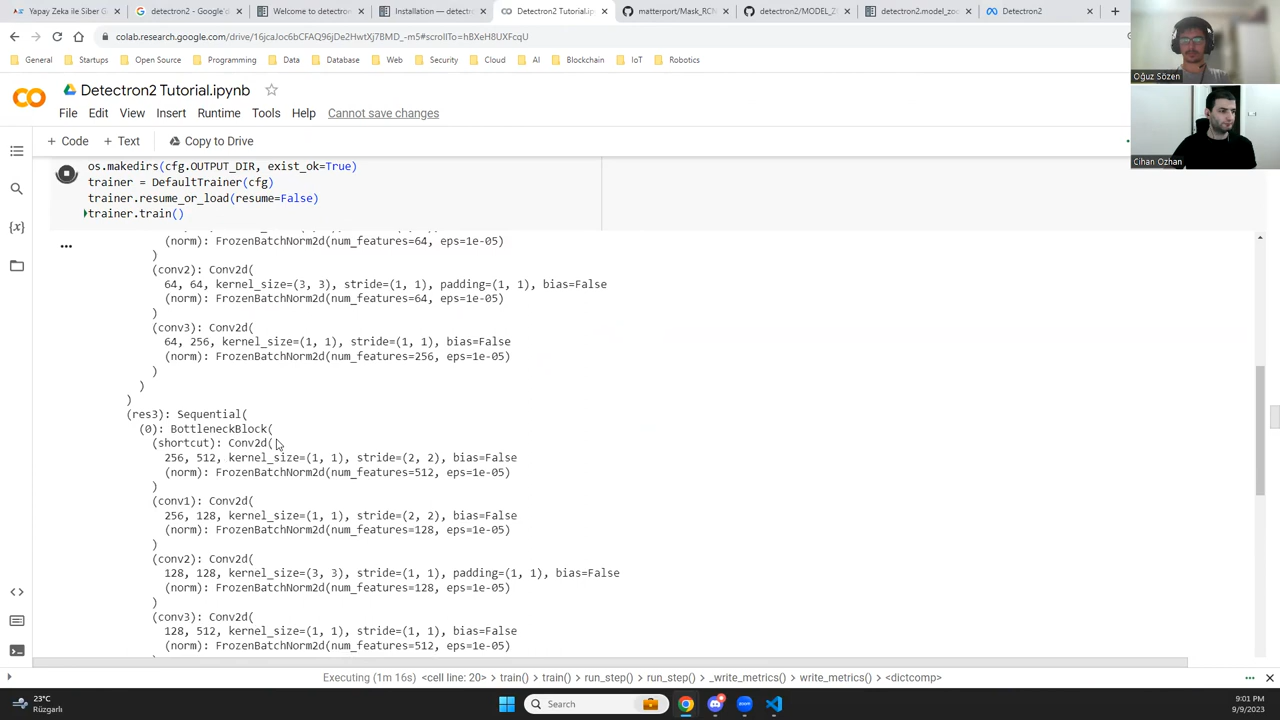 Yapay Zeka ile Siber G
detectron2 - Google'd
Welcome to detectron
Installation — detectro
Detectron2 Tutorial.ipy
matterport/Mask_RCN
detectron2/MODEL_ZO
detectron2.model_zo
Detectron2
colab.research.google.com/drive/16jcaJoc6bCFAQ96jDe2HwtXj7BMD_-m5#scrollTo=hBXeH8UXFcqU
General
Startups
Open Source
Programming
Data
Database
Web
Security
Cloud
AI
Blockchain
IoT
Robotics
Oğuz Sözen
Cihan Ozhan
CO
Detectron2 Tutorial.ipynb
File Edit View Insert Runtime Tools Help Cannot save changes
+ Code + Text Copy to Drive
os.makedirs(cfg.OUTPUT_DIR, exist_ok=True)
trainer = DefaultTrainer(cfg)
trainer.resume_or_load(resume=False)
trainer.train()
(norm): FrozenBatchNorm2d(num_features=64, eps=1e-05)
)
(conv2): Conv2d(
64, 64, kernel_size=(3, 3), stride=(1, 1), padding=(1, 1), bias=False
(norm): FrozenBatchNorm2d(num_features=64, eps=1e-05)
)
(conv3): Conv2d(
64, 256, kernel_size=(1, 1), stride=(1, 1), bias=False
(norm): FrozenBatchNorm2d(num_features=256, eps=1e-05)
)
)
)
(res3): Sequential(
(0): BottleneckBlock(
(shortcut): Conv2d(
256, 512, kernel_size=(1, 1), stride=(2, 2), bias=False
(norm): FrozenBatchNorm2d(num_features=512, eps=1e-05)
)
(conv1): Conv2d(
256, 128, kernel_size=(1, 1), stride=(2, 2), bias=False
(norm): FrozenBatchNorm2d(num_features=128, eps=1e-05)
)
(conv2): Conv2d(
128, 128, kernel_size=(3, 3), stride=(1, 1), padding=(1, 1), bias=False
(norm): FrozenBatchNorm2d(num_features=128, eps=1e-05)
)
(conv3): Conv2d(
128, 512, kernel_size=(1, 1), stride=(1, 1), bias=False
(norm): FrozenBatchNorm2d(num_features=512, eps=1e-05)
Executing (1m 16s) <cell line: 20> > train() > train() > run_step() > run_step() > _write_metrics() > write_metrics() > <dictcomp>
23°C
Rüzgarlı
Search
9:01 PM
9/9/2023